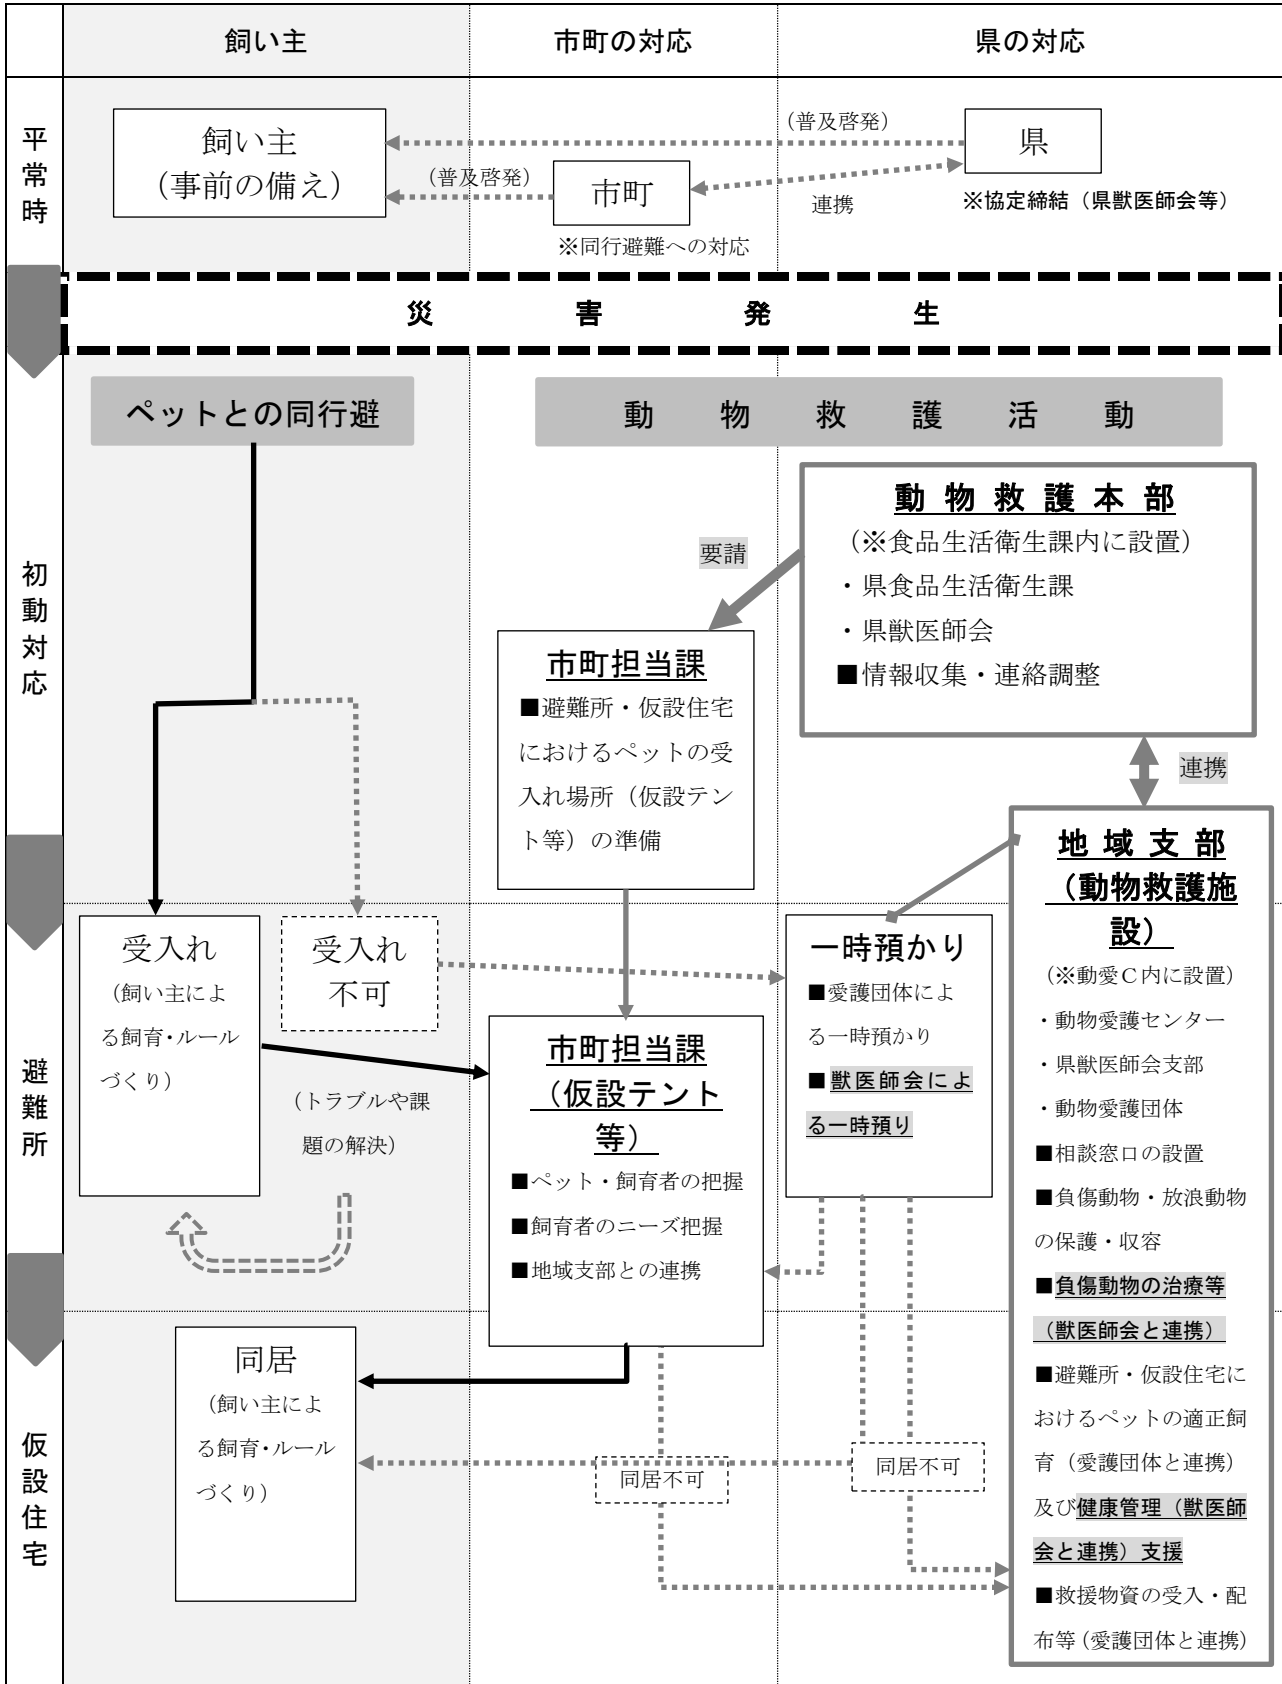 飼い主
市町の対応
県の対応
平常時
飼い主
（事前の備え）
（普及啓発）
県
（普及啓発）
市町
連携
※協定締結（県獣医師会等）
※同行避難への対応
災害発生
初動対応
ペットとの同行避
動物救護活動
動物救護本部
（※食品生活衛生課内に設置）
・県食品生活衛生課
・県獣医師会
■情報収集・連絡調整
要請
市町担当課
■避難所・仮設住宅
におけるペットの受
入れ場所（仮設テン
ト等）の準備
連携
地域支部
（動物救護施
設）
（※動愛Ｃ内に設置）
・動物愛護センター
・県獣医師会支部
・動物愛護団体
■相談窓口の設置
■負傷動物・放浪動物
の保護・収容
■負傷動物の治療等
（獣医師会と連携）
■避難所・仮設住宅に
おけるペットの適正飼
育（愛護団体と連携）
及び健康管理（獣医師
会と連携）支援
■救援物資の受入・配
布等（愛護団体と連携）
避難所
受入れ
（飼い主によ
る飼育・ルール
づくり）
受入れ
不可
（トラブルや課
題の解決）
市町担当課
（仮設テント
等）
■ペット・飼育者の把握
■飼育者のニーズ把握
■地域支部との連携
一時預かり
■愛護団体によ
る一時預かり
■獣医師会によ
る一時預り
仮設住宅
同居
（飼い主によ
る飼育・ルール
づくり）
同居不可
同居不可